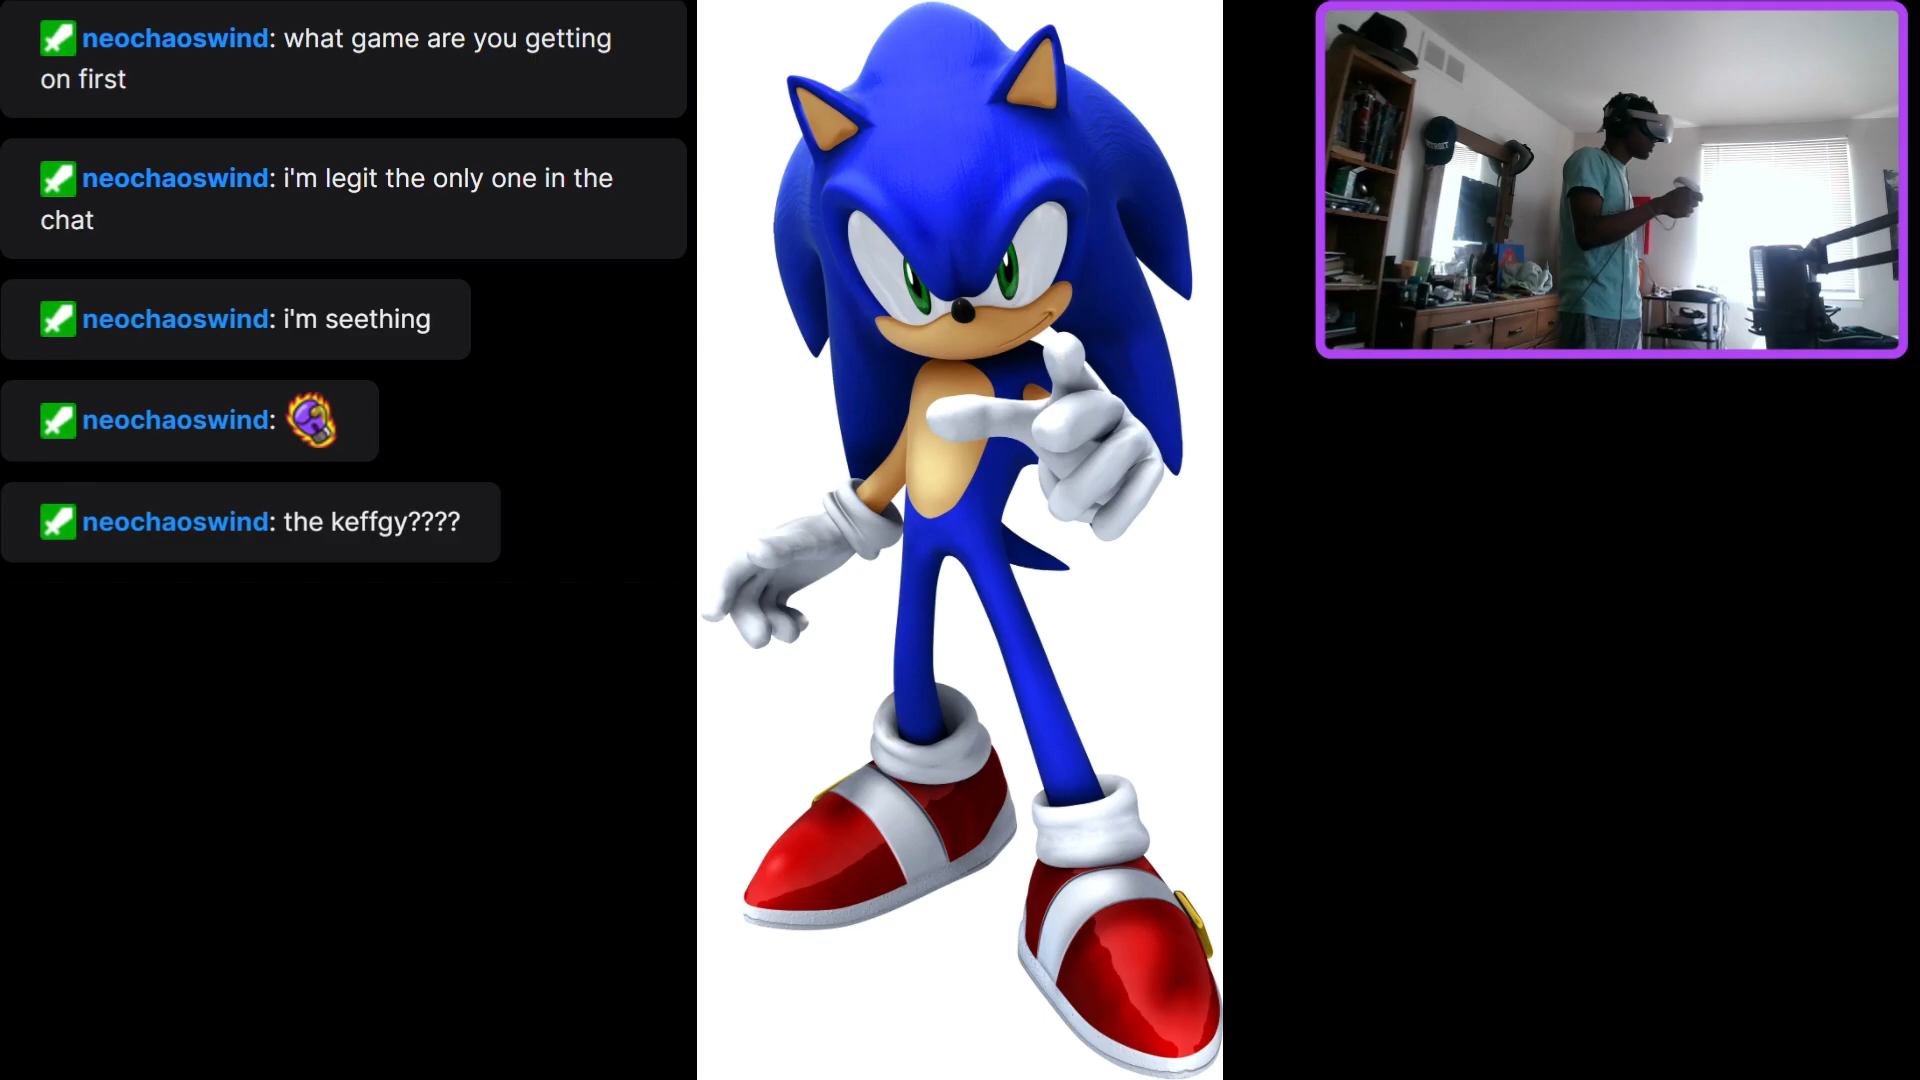 neochaoswind: what game are you getting
on first
neochaoswind: i'm legit the only one in the
chat
neochaoswind: i'm seething
neochaoswind:
neochaoswind: the keffgy????
DETROIT